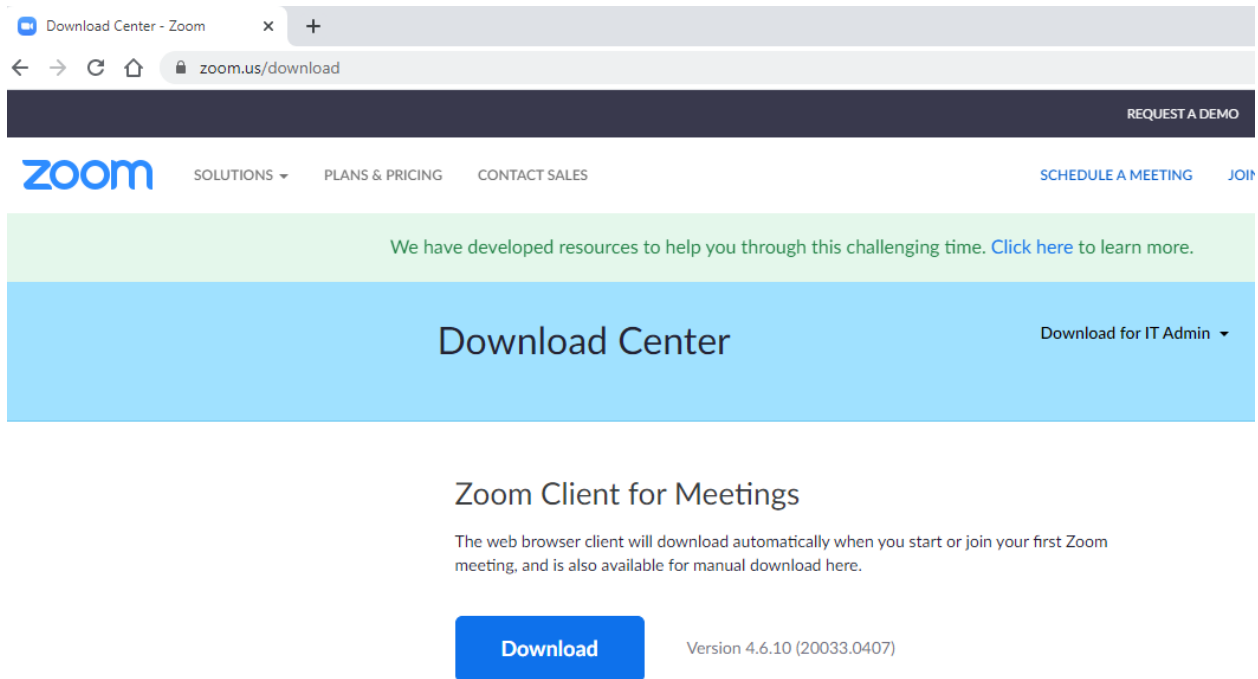 Download Center - Zoom
zoom.us/download
REQUEST A DEMO
zoom SOLUTIONS PLANS & PRICING CONTACT SALES SCHEDULE A MEETING
We have developed resources to help you through this challenging time. Click here to learn more.
Download Center
Download for IT Admin
Zoom Client for Meetings
The web browser client will download automatically when you start or join your first Zoom
meeting, and is also available for manual download here.
Download Version 4.6.10 (20033.0407)